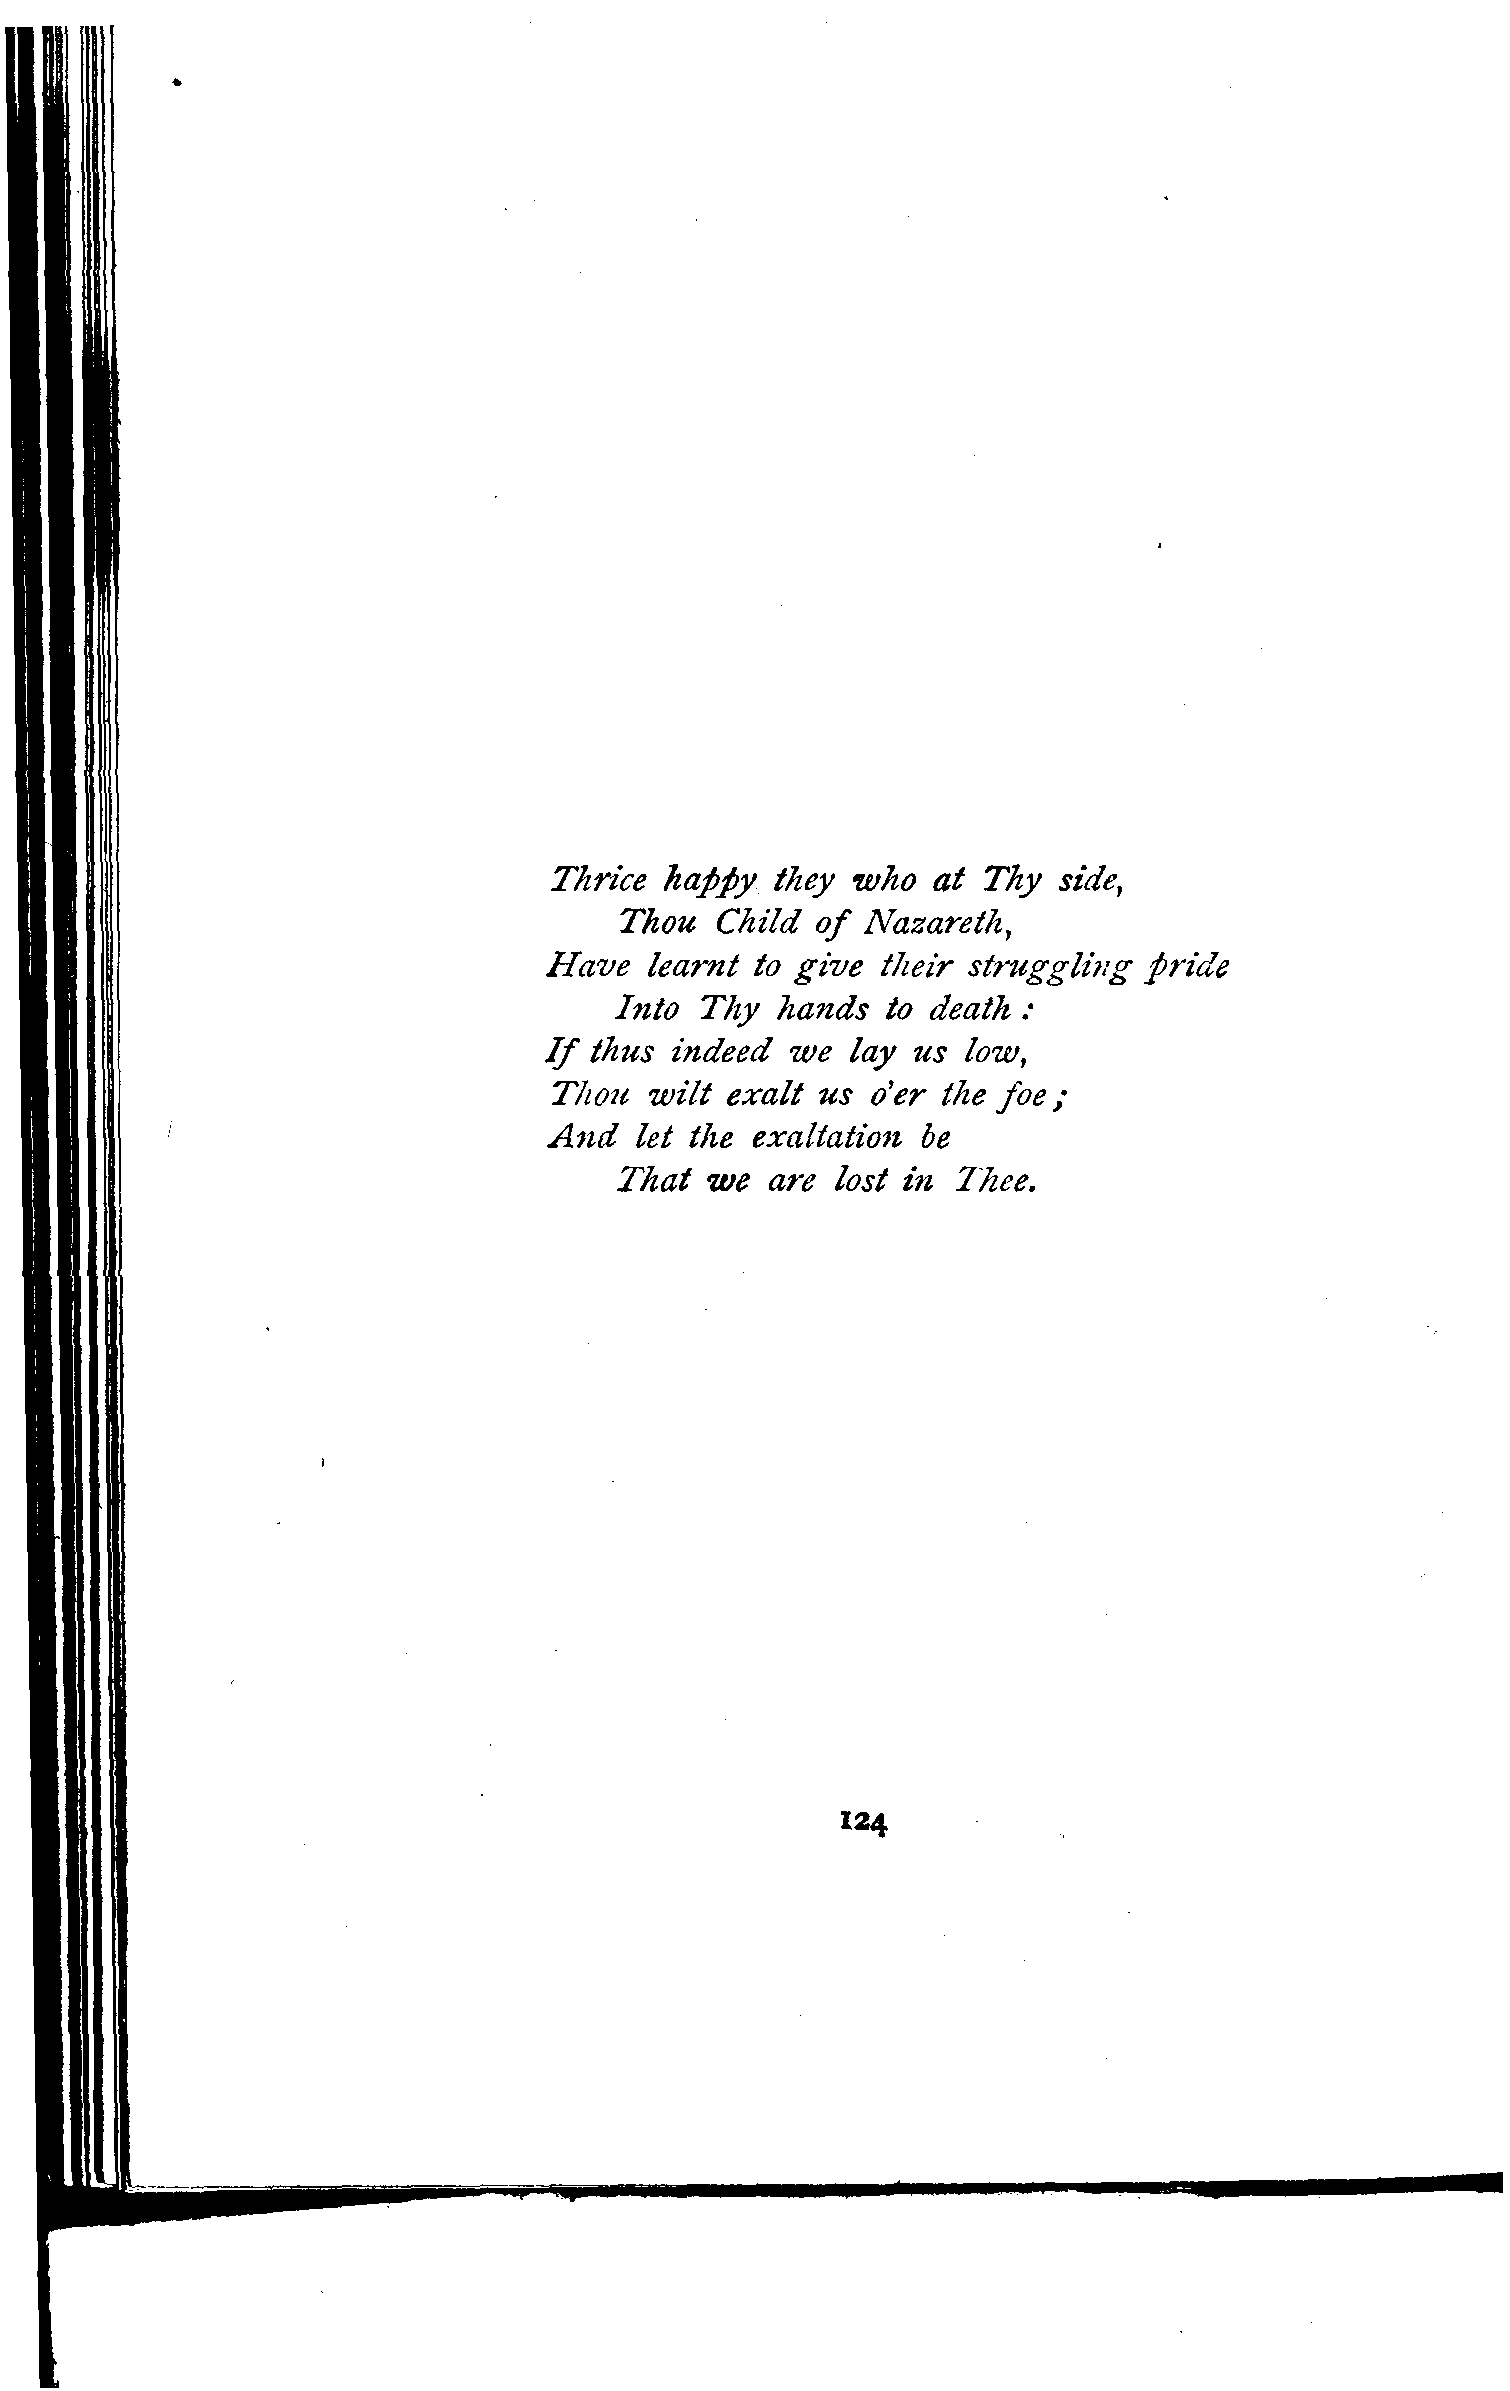 Thrice happy they who at Thy side,
Thou Child of Nazareth,
Have learnt to give their struggling pride
Into Thy hands to death :
If thus indeed we lay us low,
Thou wilt exalt us o'er the foe ;
And let the exaltation be
That we are lost in Thee.
124